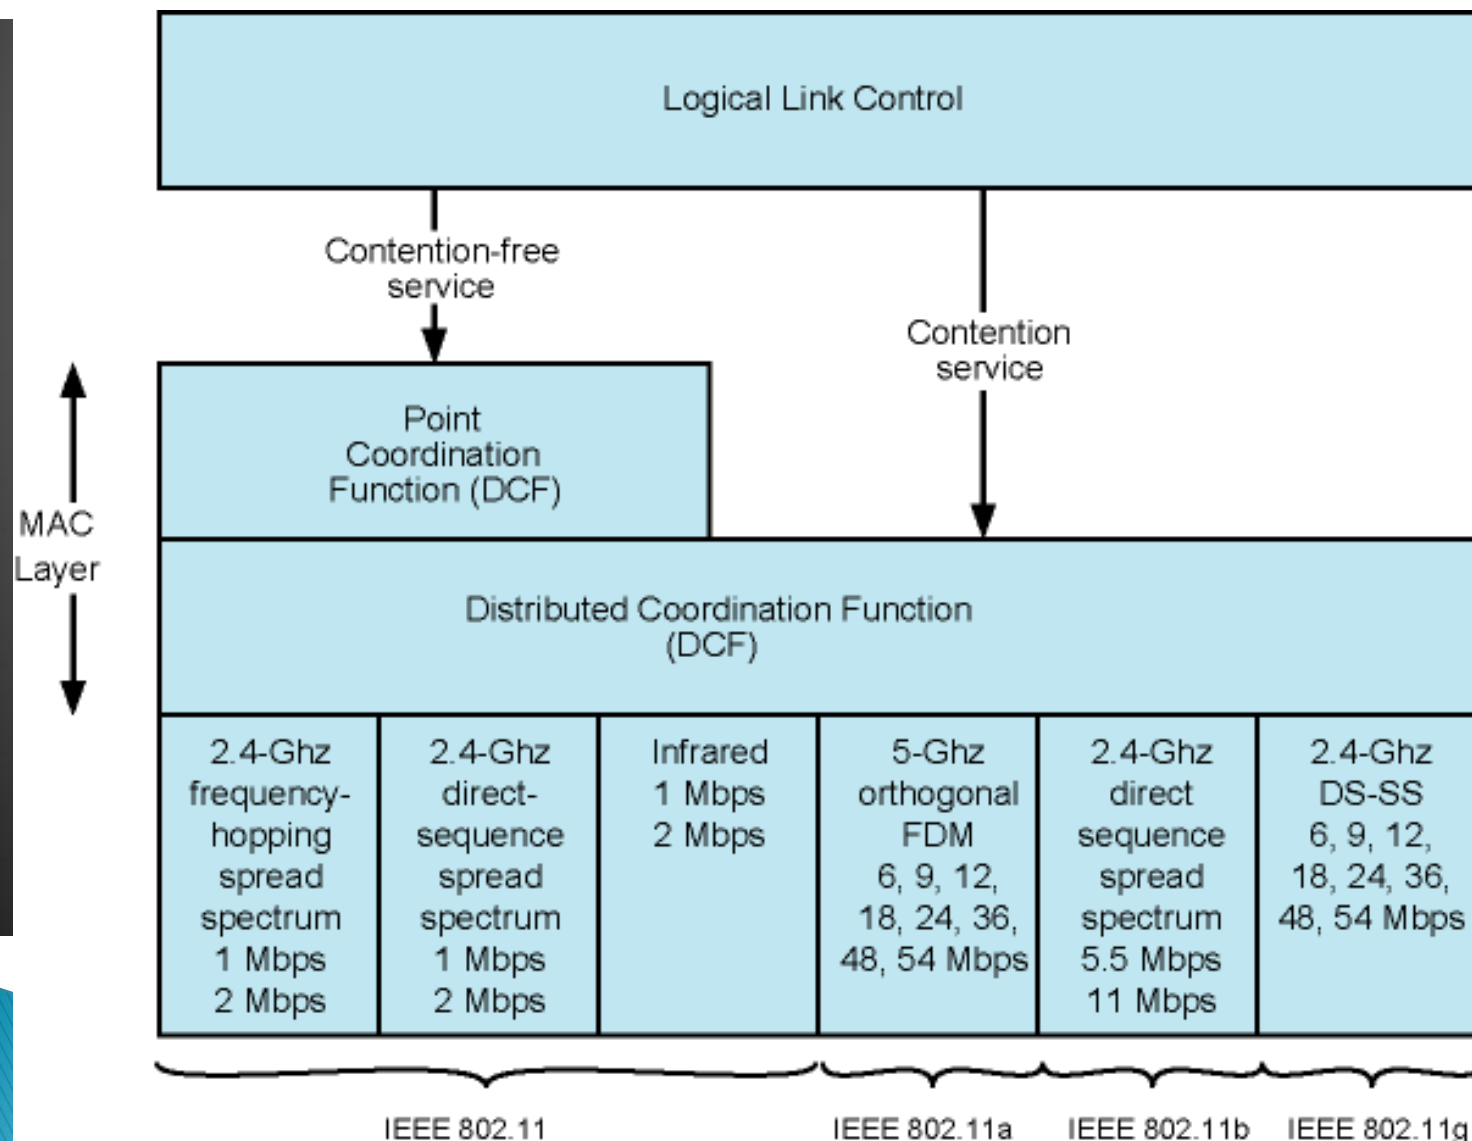 Logical Link Control
Contention-free
service
Contention
service
Point
Coordination
Function (DCF)
MAC
Layer
Distributed Coordination Function
(DCF)
2.4-Ghz
frequency-
hopping
spread
spectrum
1 Mbps
2 Mbps
2.4-Ghz
direct-
sequence
spread
spectrum
1 Mbps
2 Mbps
Infrared
1 Mbps
2 Mbps
5-Ghz
orthogonal
FDM
6, 9, 12,
18, 24, 36,
48, 54 Mbps
2.4-Ghz
direct
sequence
spread
spectrum
5.5 Mbps
11 Mbps
2.4-Ghz
DS-SS
6, 9, 12,
18, 24, 36,
48, 54 Mbps
IEEE 802.11
IEEE 802.11a
IEEE 802.11b
IEEE 802.11g